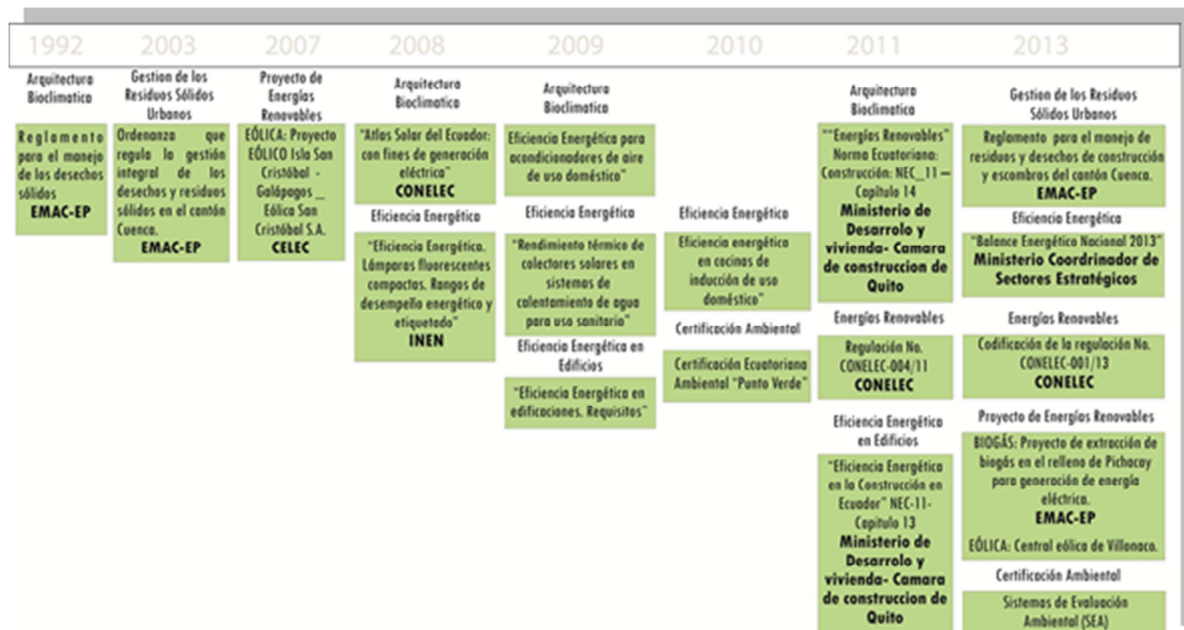 1992 2003 2007 2008 2009 2010 2011 2013
Arquitectura
Bioclimatica
Reglamento
para el manejo
de los desechos
sólidos
EMAC-EP
Gestion de los
Residuos Sólidos
Urbanos
Ordenanza que
regula la gestión
integral de los
desechos y residuos
sólidos en el cantón
Cuenca.
EMAC-EP
Proyecto de
Energías
Renovables
EÓLICA: Proyecto
EÓLICO Isla San
Cristóbal -
Galápagos _
Eólica San
Cristóbal S.A.
CELEC
Arquitectura
Bioclimatica
"Atlas Solar del Ecuador:
con fines de generación
eléctrica"
CONELEC
Eficiencia Energética
"Eficiencia Energética.
Lámparas fluorescentes
compactas. Rangos de
desempello energético y
etiquetado"
INEN
Arquitectura
Bioclimatica
Eficiencia Energética para
acondicionadores de aire
de uso doméstico"
Eficiencia Energética
"Rendimiento térmico de
colectores solares en
sistemas de
calentamiento de agua
para uso sanitario"
Eficiencia Energética en
Edificios
"Eficiencia Energética en
edificaciones. Requisitos"
Eficiencia Energética
Eficiencia energética
en cocinas de
inducción de uso
doméstico"
Certificación Ambiental
Certificación Ecuatoriana
Ambiental "Punto Verde"
Arquitectura
Bioclimatica
""Energías Renovables"
Norma Ecuatoriana:
Construcción: NEC_11 –
Capítulo 14
Ministerio de
Desarrollo y
vivienda- Camara
de construccion de
Quito
Energías Renovables
Regulación No.
CONELEC-004/11
CONELEC
Eficiencia Energética
en Edificios
"Eficiencia Energética
en la Construcción en
Ecuador" NEC-11-
Capitulo 13
Ministerio de
Desarrolo y
vivienda- Camara
de construccion de
Quito
Gestion de los Residuos
Sólidos Urbanos
Reglamento para el manejo de
residuos y desechos de construcción
y escombros del cantón Cuenca.
EMAC-EP
Eficiencia Energética
"Balance Energético Nacional 2013"
Ministerio Coordinador de
Sectores Estratégicos
Energías Renovables
Codificación de la regulación No.
CONELEC-001/13
CONELEC
Proyecto de Energías Renovables
BIOGÁS: Proyecto de extracción de
biogás en el relleno de Pichacay
para generación de energía
eléctrica.
EMAC-EP
EÓLICA: Central eólica de Villonaco.
Certificación Ambiental
Sistemas de Evaluación
Ambiental (SEA)